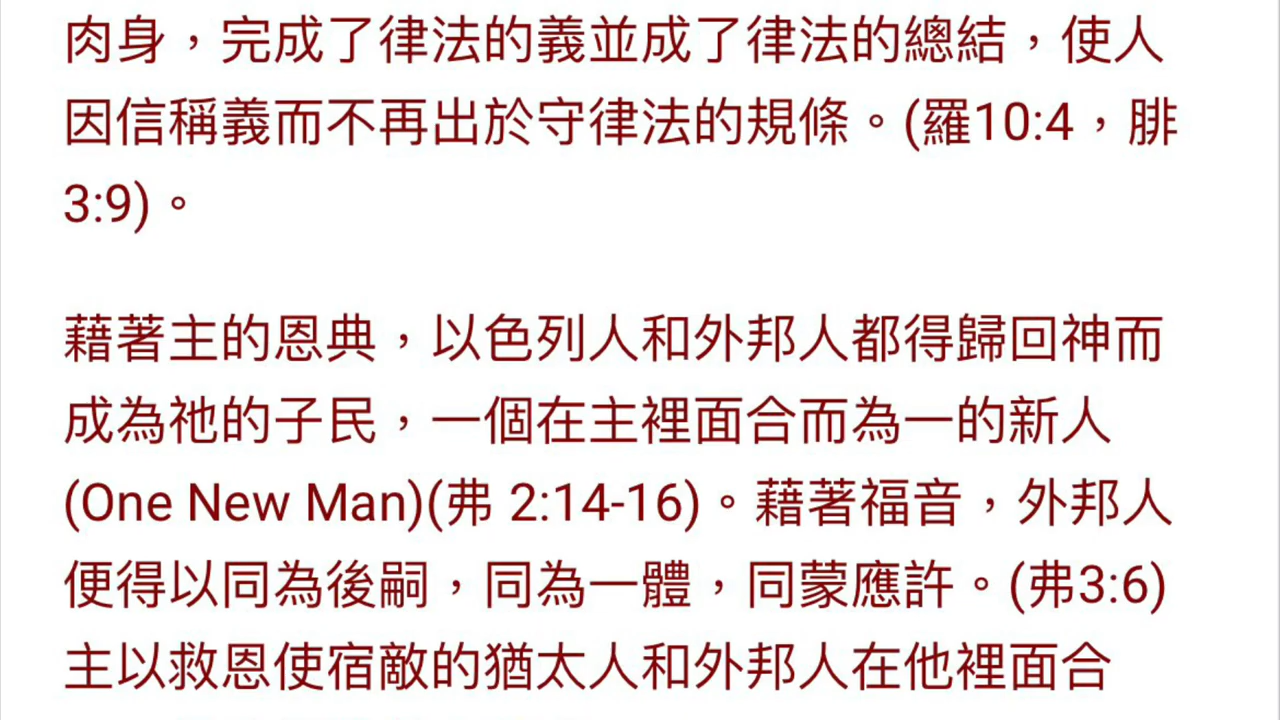 肉身，完成了律法的義並成了律法的總結，使人
因信稱義而不再出於守律法的規條。(羅10:4，腓
3:9)。
藉著主的恩典，以色列人和外邦人都得歸回神而
成為祂的子民，一個在主裡面合而為一的新人
(One New Man)(弗 2:14-16)。藉著福音，外邦人
便得以同為後嗣，同為一體，同蒙應許。(弗3:6)
主以救恩使宿敵的猶太人和外邦人在他裡面合